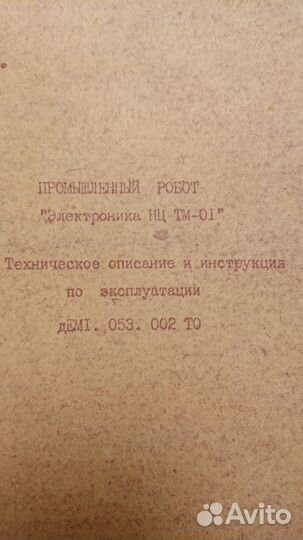 ПРОМЫШЛЕННЫЙ РОБОТ
"Электроника НЦ ТМ-01"
Техническое описание и инструкция
по эксплуатации
дЕМ1. 053. 002 ТО
Avito